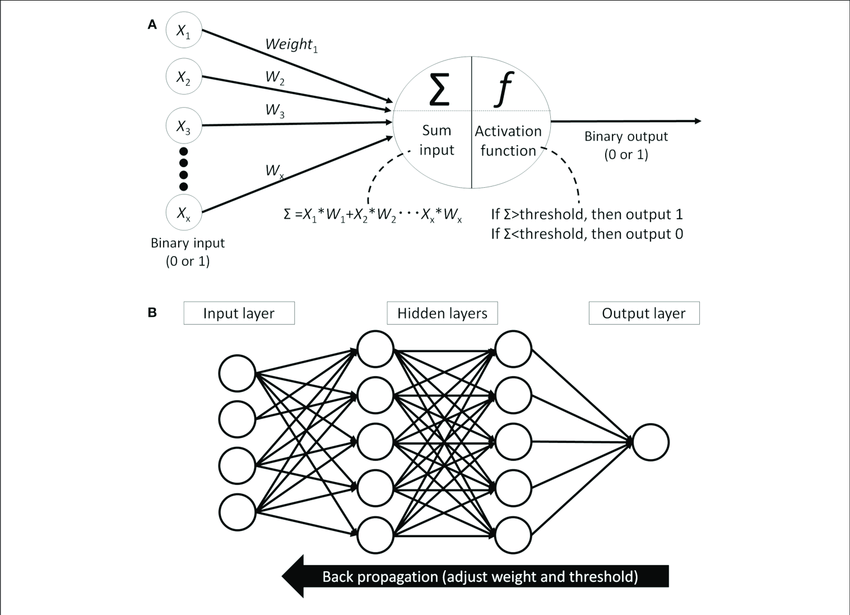 A
X1
Weight1
X2
W2
X3
W3
Wx
Xx
Binary input
(0 or 1)
Σ
f
Sum
input
Activation
function
Binary output
(0 or 1)
Σ =X1*W1+X2*W2···Xx*Wx
If Σ>threshold, then output 1
If Σ<threshold, then output 0
B
Input layer
Hidden layers
Output layer
Back propagation (adjust weight and threshold)